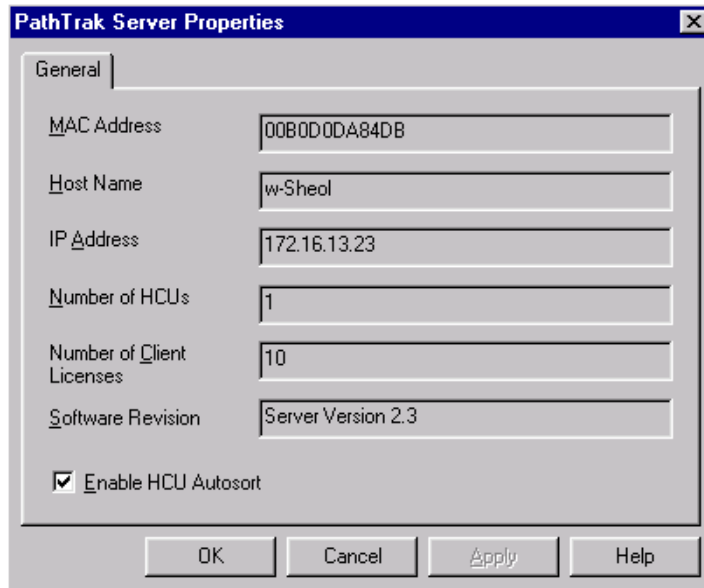 PathTrak Server Properties
General
MAC Address
00B0D0DA84DB
Host Name
w-Sheol
IP Address
172.16.13.23
Number of HCUs
1
Number of Client
Licenses
10
Software Revision
Server Version 2.3
Enable HCU Autosort
OK Cancel Apply Help